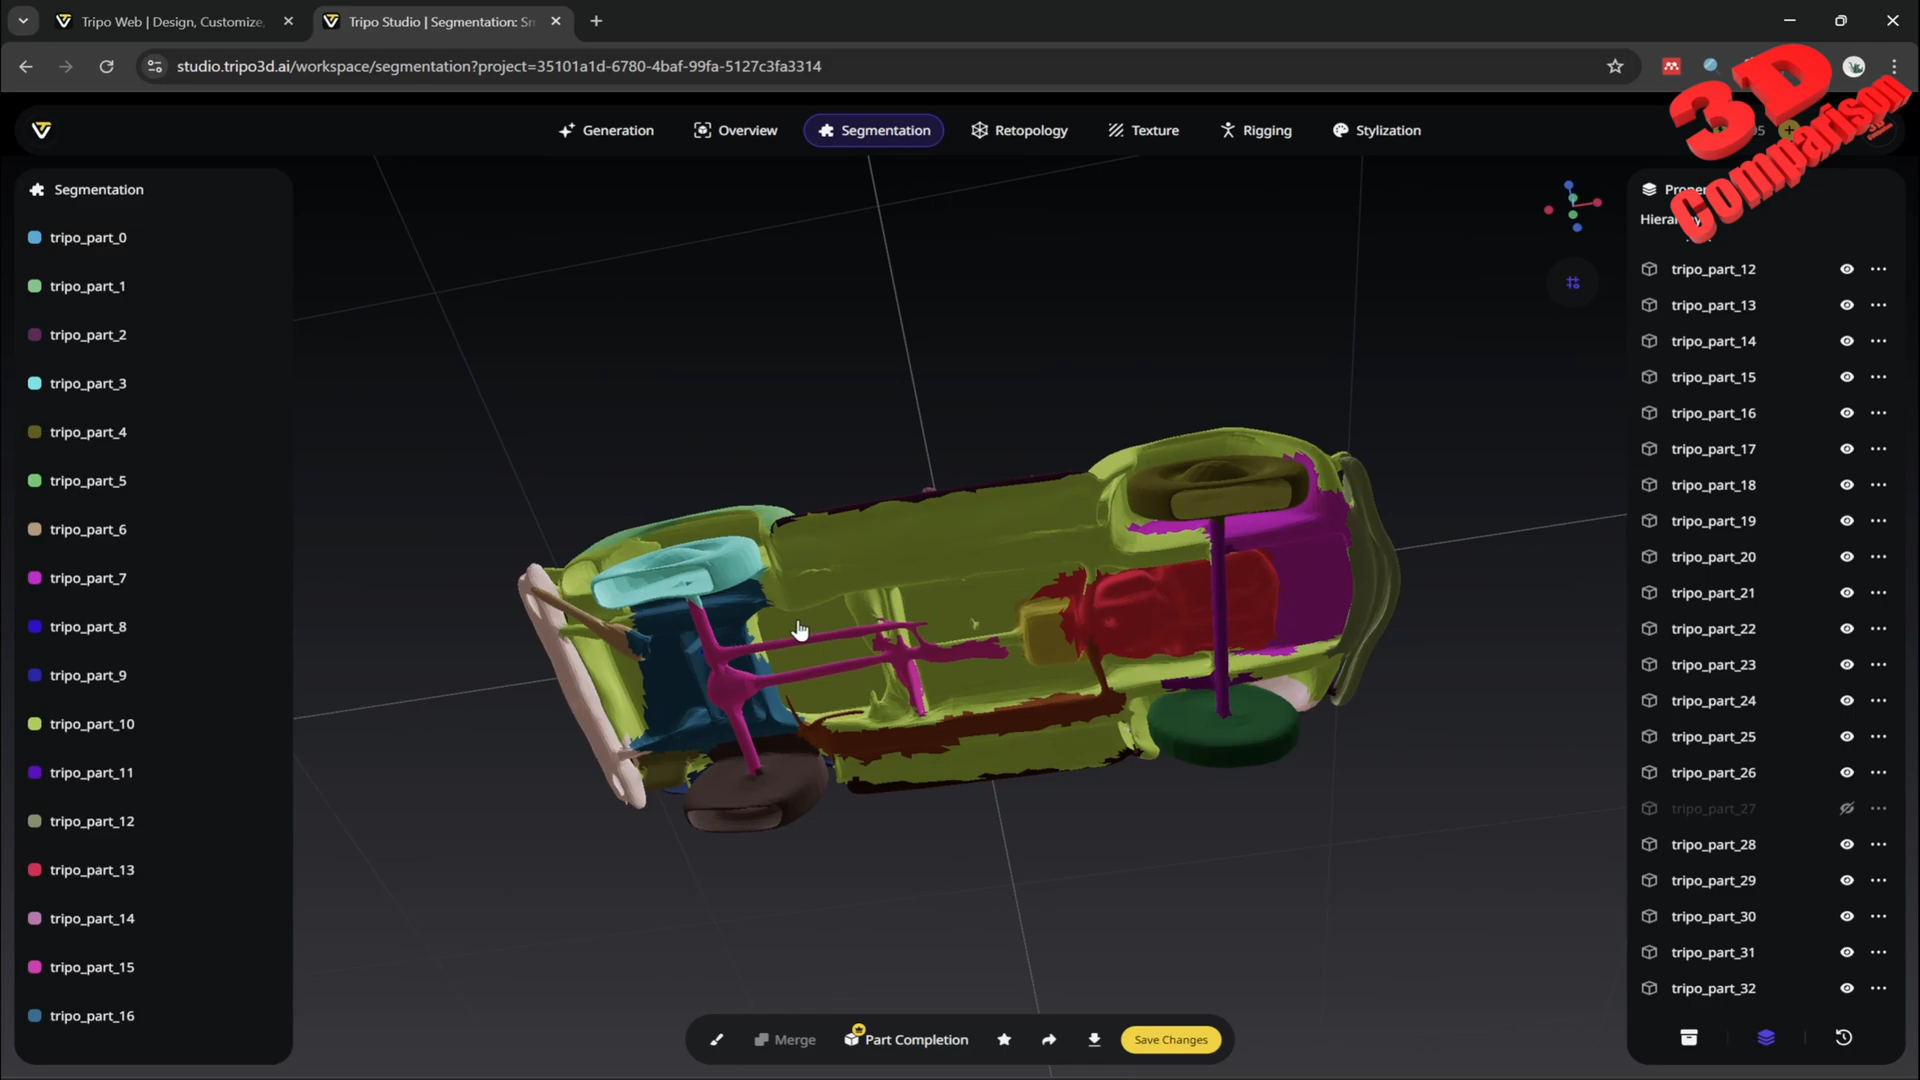 Tripo Web | Design, Customize,
Tripo Studio | Segmentation: Sm
studio.tripo3d.ai/workspace/segmentation?project=35101a1d-6780-4baf-99fa-5127c3fa3314
Generation
Overview
Segmentation
Retopology
Texture
Rigging
Stylization
3D
Comparison
Segmentation
tripo_part_0
tripo_part_1
tripo_part_2
tripo_part_3
tripo_part_4
tripo_part_5
tripo_part_6
tripo_part_7
tripo_part_8
tripo_part_9
tripo_part_10
tripo_part_11
tripo_part_12
tripo_part_13
tripo_part_14
tripo_part_15
tripo_part_16
tripo_part_12
tripo_part_13
tripo_part_14
tripo_part_15
tripo_part_16
tripo_part_17
tripo_part_18
tripo_part_19
tripo_part_20
tripo_part_21
tripo_part_22
tripo_part_23
tripo_part_24
tripo_part_25
tripo_part_26
tripo_part_27
tripo_part_28
tripo_part_29
tripo_part_30
tripo_part_31
tripo_part_32
Merge
Part Completion
Save Changes